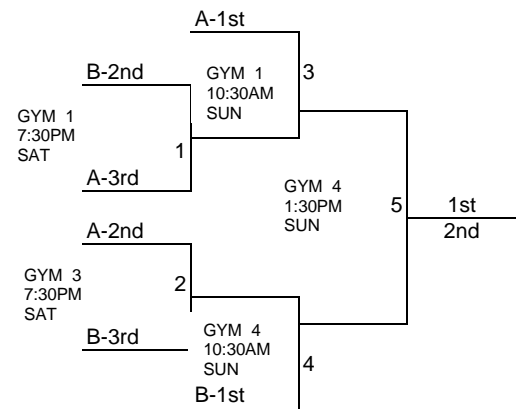 A-1st
B-2nd
GYM 1
10:30AM
SUN
3
GYM 1
7:30PM
SAT
1
A-3rd
GYM 4
1:30PM
SUN
5
1st
2nd
A-2nd
GYM 3
7:30PM
SAT
2
B-3rd
GYM 4
10:30AM
SUN
4
B-1st